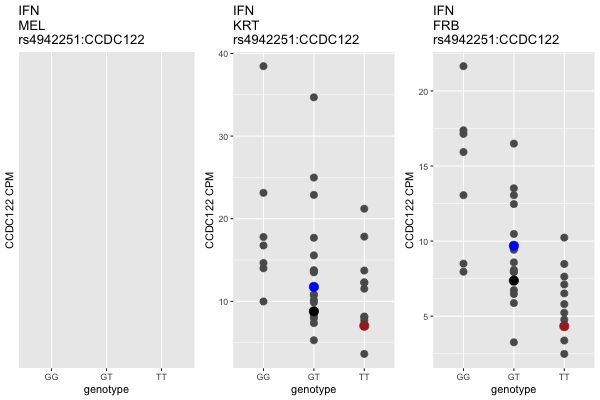 IFN
MEL
rs4942251:CCDC122
CCDC122 CPM
GG GT TT
genotype
IFN
KRT
rs4942251:CCDC122
CCDC122 CPM
40
30
20
10
GG GT TT
genotype
IFN
FRB
rs4942251:CCDC122
CCDC122 CPM
20
15
10
5
GG GT TT
genotype